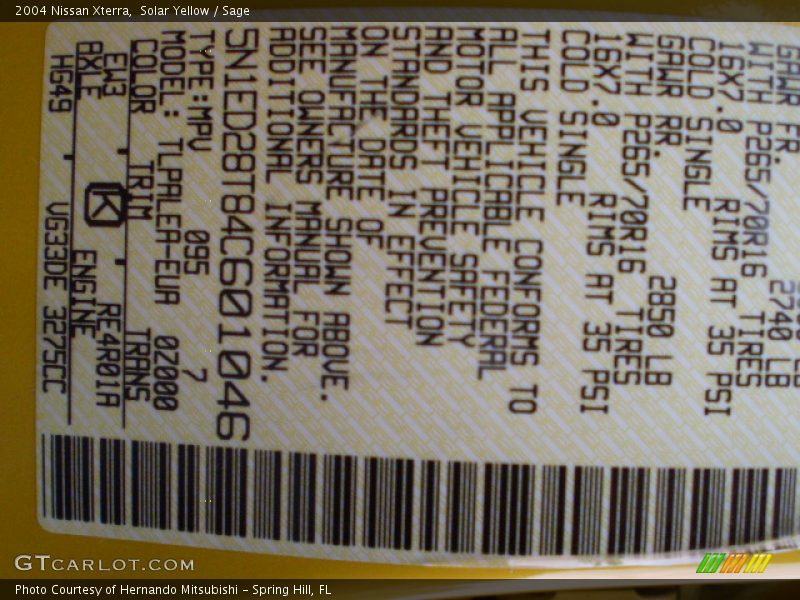 2004 Nissan Xterra, Solar Yellow / Sage
GAWR FR. 2740 LB
WITH P265/70R16 TIRES
16X7.0 RIMS AT 35 PSI
COLD SINGLE
GAWR RR. 2850 LB
WITH P265/70R16 TIRES
16X7.0 RIMS AT 35 PSI
COLD SINGLE
THIS VEHICLE CONFORMS TO
ALL APPLICABLE FEDERAL
MOTOR VEHICLE SAFETY
AND THEFT PREVENTION
STANDARDS IN EFFECT
ON THE DATE OF
MANUFACTURE SHOWN ABOVE.
SEE OWNERS MANUAL FOR
ADDITIONAL INFORMATION.
5N1ED28T84C601046
TYPE:MPV 095 7
MODEL: TLPALEA-EUA 0Z000
COLOR TRIM TRANS
EW3 K RE4R01A
AXLE ENGINE
HG49 VG33DE 3275CC
GTCARLOT.COM
Photo Courtesy of Hernando Mitsubishi - Spring Hill, FL